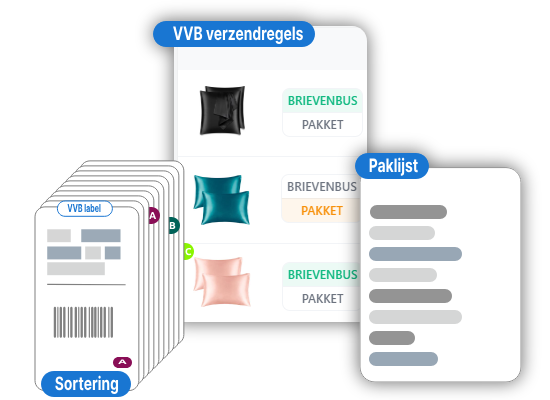 VVB verzendregels
BRIEVENBUS
PAKKET
BRIEVENBUS
PAKKET
BRIEVENBUS
PAKKET
Paklijst
VVB label
A
B
C
A
Sortering